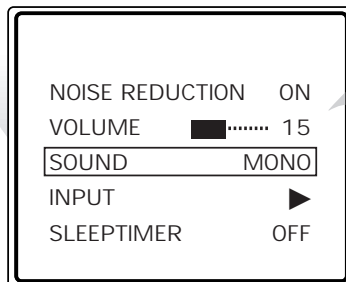 NOISE REDUCTION ON
VOLUME 15
SOUND MONO
INPUT
SLEEPTIMER OFF